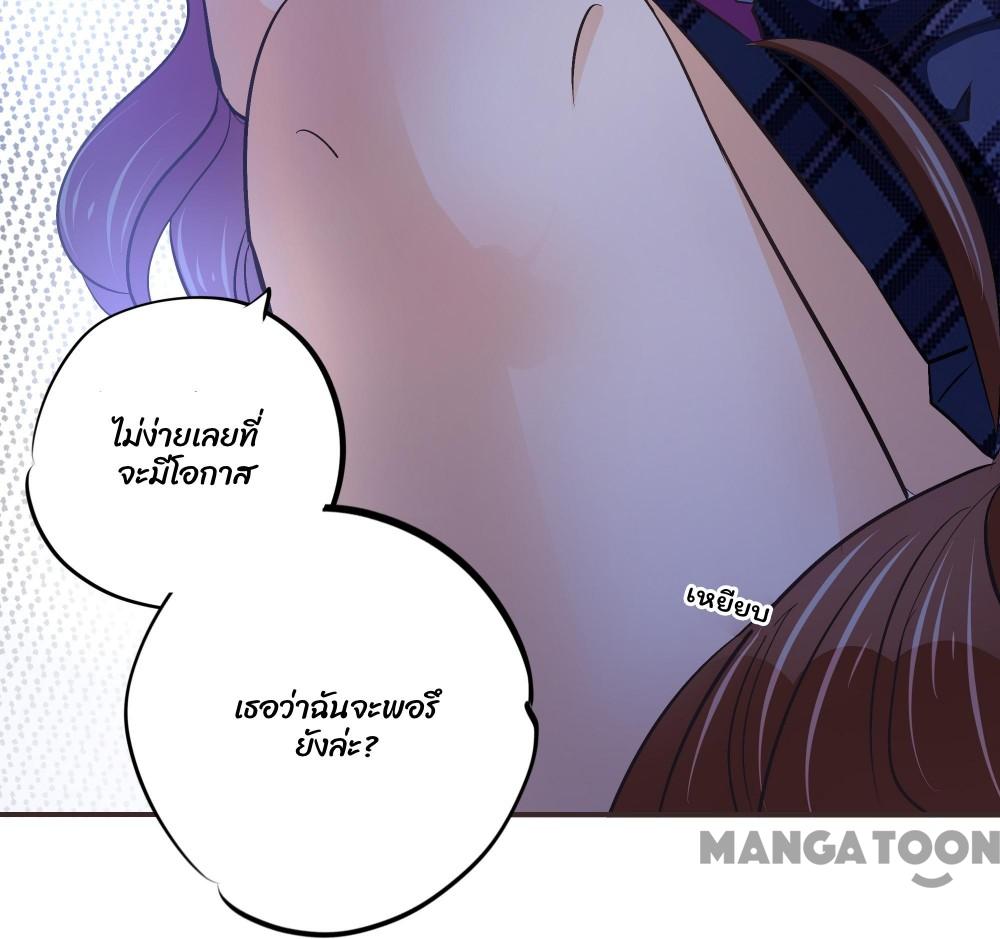 ไม่ง่ายเลยที่
จะมีโอกาส
เหยียบ
เธอว่าฉันจะพอรึ
ยังล่ะ?
MANGATOON